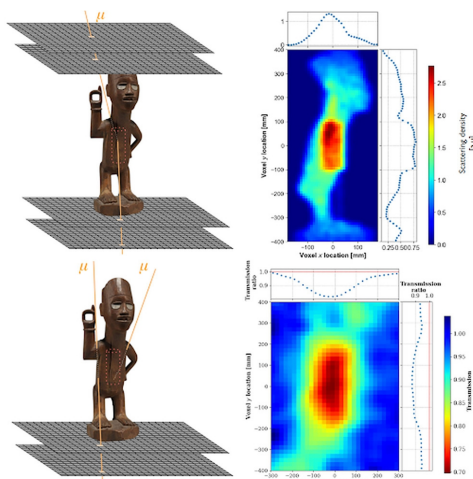 μ
1
0
400
300
200
100
0
−100
−200
−300
−400
Voxel y location [mm]
−100 0 100
Voxel x location [mm]
0.25 0.50 0.75
2.5
2.0
1.5
1.0
0.5
0.0
Scattering density
μ μ
Transmission
ratio
1.0
0.9
Transmission
ratio
0.9 1.0
400
300
200
100
0
−100
−200
−300
−400
Voxel y location [mm]
−300 −200 −100 0 100 200 300
1.00
0.95
0.90
0.85
0.80
0.75
0.70
Transmission